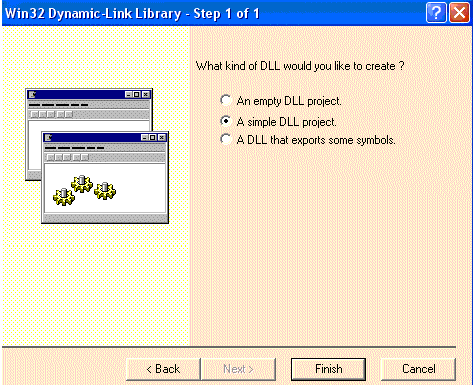 Win32 Dynamic-Link Library - Step 1 of 1
What kind of DLL would you like to create ?
An empty DLL project.
A simple DLL project.
A DLL that exports some symbols.
< Back
Next >
Finish
Cancel